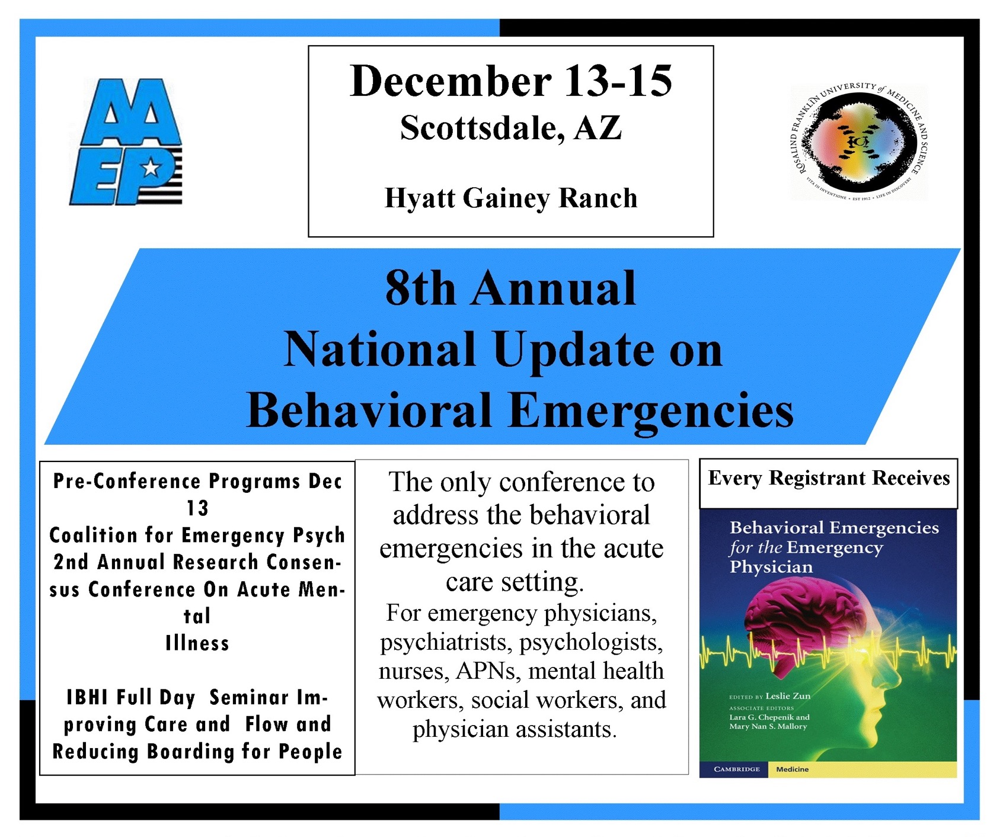 AA
EP
December 13-15
Scottsdale, AZ
Hyatt Gainey Ranch
ROSALIND FRANKLIN UNIVERSITY of MEDICINE AND SCIENCE
VITA IN INVENTIONE • EST 1912 • LIFE IN DISCOVERY
8th Annual
National Update on
Behavioral Emergencies
Pre-Conference Programs Dec
13
Coalition for Emergency Psych
2nd Annual Research Consen-
sus Conference On Acute Men-
tal
Illness
IBHI Full Day  Seminar Im-
proving Care and  Flow and
Reducing Boarding for People
The only conference to
address the behavioral
emergencies in the acute
care setting.
For emergency physicians,
psychiatrists, psychologists,
nurses, APNs, mental health
workers, social workers, and
physician assistants.
Every Registrant Receives
Behavioral Emergencies
for the Emergency
Physician
EDITED BY Leslie Zun
ASSOCIATE EDITORS
Lara G. Chepenik and
Mary Nan S. Mallory
CAMBRIDGE Medicine